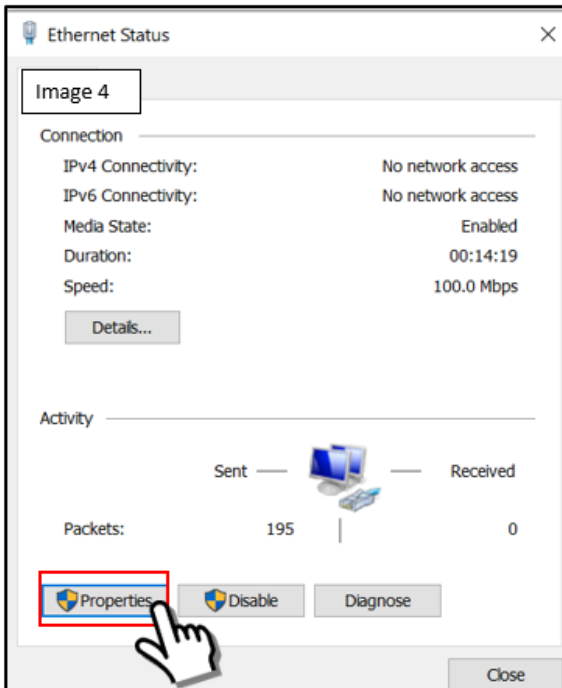 Ethernet Status
Image 4
Connection
IPv4 Connectivity: No network access
IPv6 Connectivity: No network access
Media State: Enabled
Duration: 00:14:19
Speed: 100.0 Mbps
Details...
Activity
Sent Received
Packets: 195 0
Properties Disable Diagnose
Close